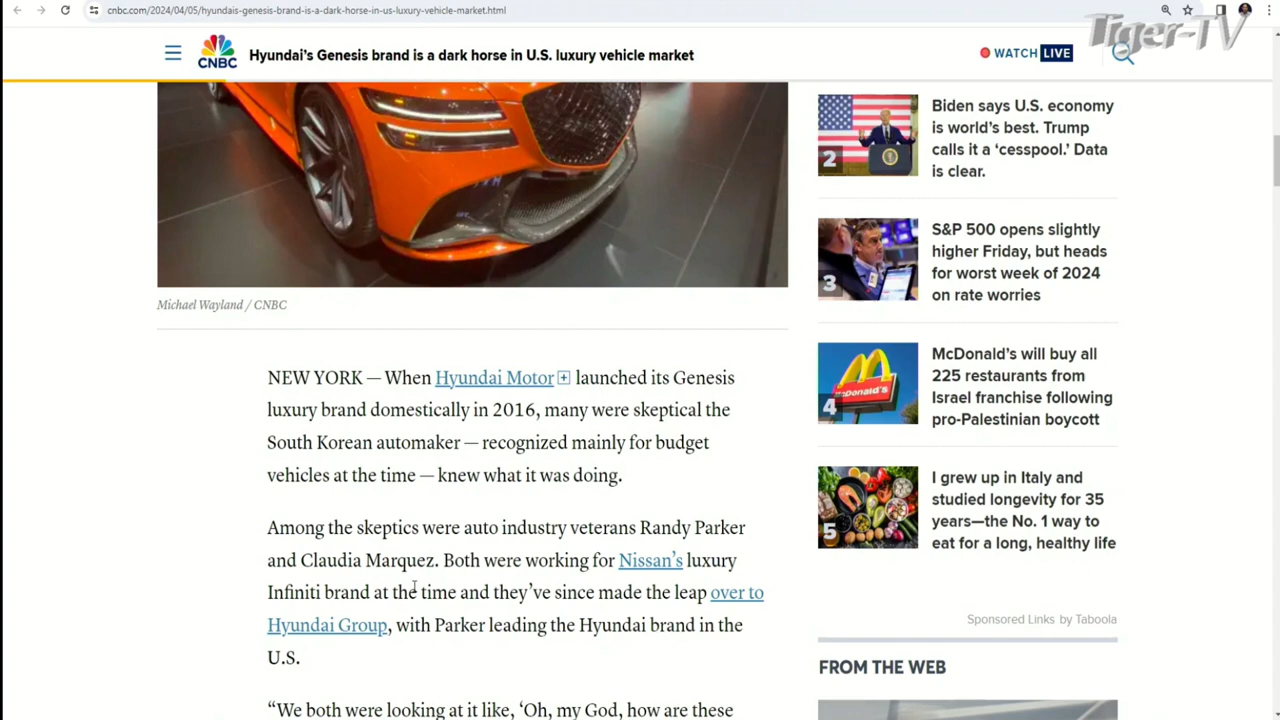 cnbc.com/2024/04/05/hyundais-genesis-brand-is-a-dark-horse-in-us-luxury-vehicle-market.html
Tiger-TV
CNBC
Hyundai's Genesis brand is a dark horse in U.S. luxury vehicle market
WATCH LIVE
Michael Wayland / CNBC
NEW YORK — When Hyundai Motor + launched its Genesis
luxury brand domestically in 2016, many were skeptical the
South Korean automaker — recognized mainly for budget
vehicles at the time — knew what it was doing.
Among the skeptics were auto industry veterans Randy Parker
and Claudia Marquez. Both were working for Nissan's luxury
Infiniti brand at the time and they've since made the leap over to
Hyundai Group, with Parker leading the Hyundai brand in the
U.S.
“We both were looking at it like, ‘Oh, my God, how are these
2
Biden says U.S. economy
is world's best. Trump
calls it a ‘cesspool.’ Data
is clear.
3
S&P 500 opens slightly
higher Friday, but heads
for worst week of 2024
on rate worries
McDonald's
4
McDonald's will buy all
225 restaurants from
Israel franchise following
pro-Palestinian boycott
5
I grew up in Italy and
studied longevity for 35
years—the No. 1 way to
eat for a long, healthy life
Sponsored Links by Taboola
FROM THE WEB